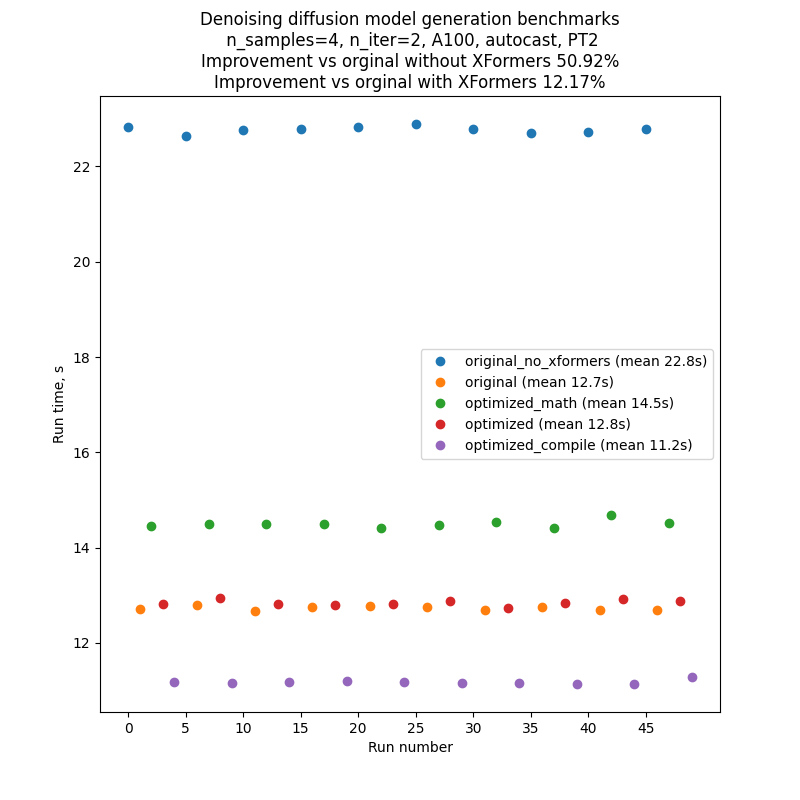 Denoising diffusion model generation benchmarks
n_samples=4, n_iter=2, A100, autocast, PT2
Improvement vs orginal without XFormers 50.92%
Improvement vs orginal with XFormers 12.17%
22
20
18
16
14
12
Run time, s
original_no_xformers (mean 22.8s)
original (mean 12.7s)
optimized_math (mean 14.5s)
optimized (mean 12.8s)
optimized_compile (mean 11.2s)
0 5 10 15 20 25 30 35 40 45
Run number